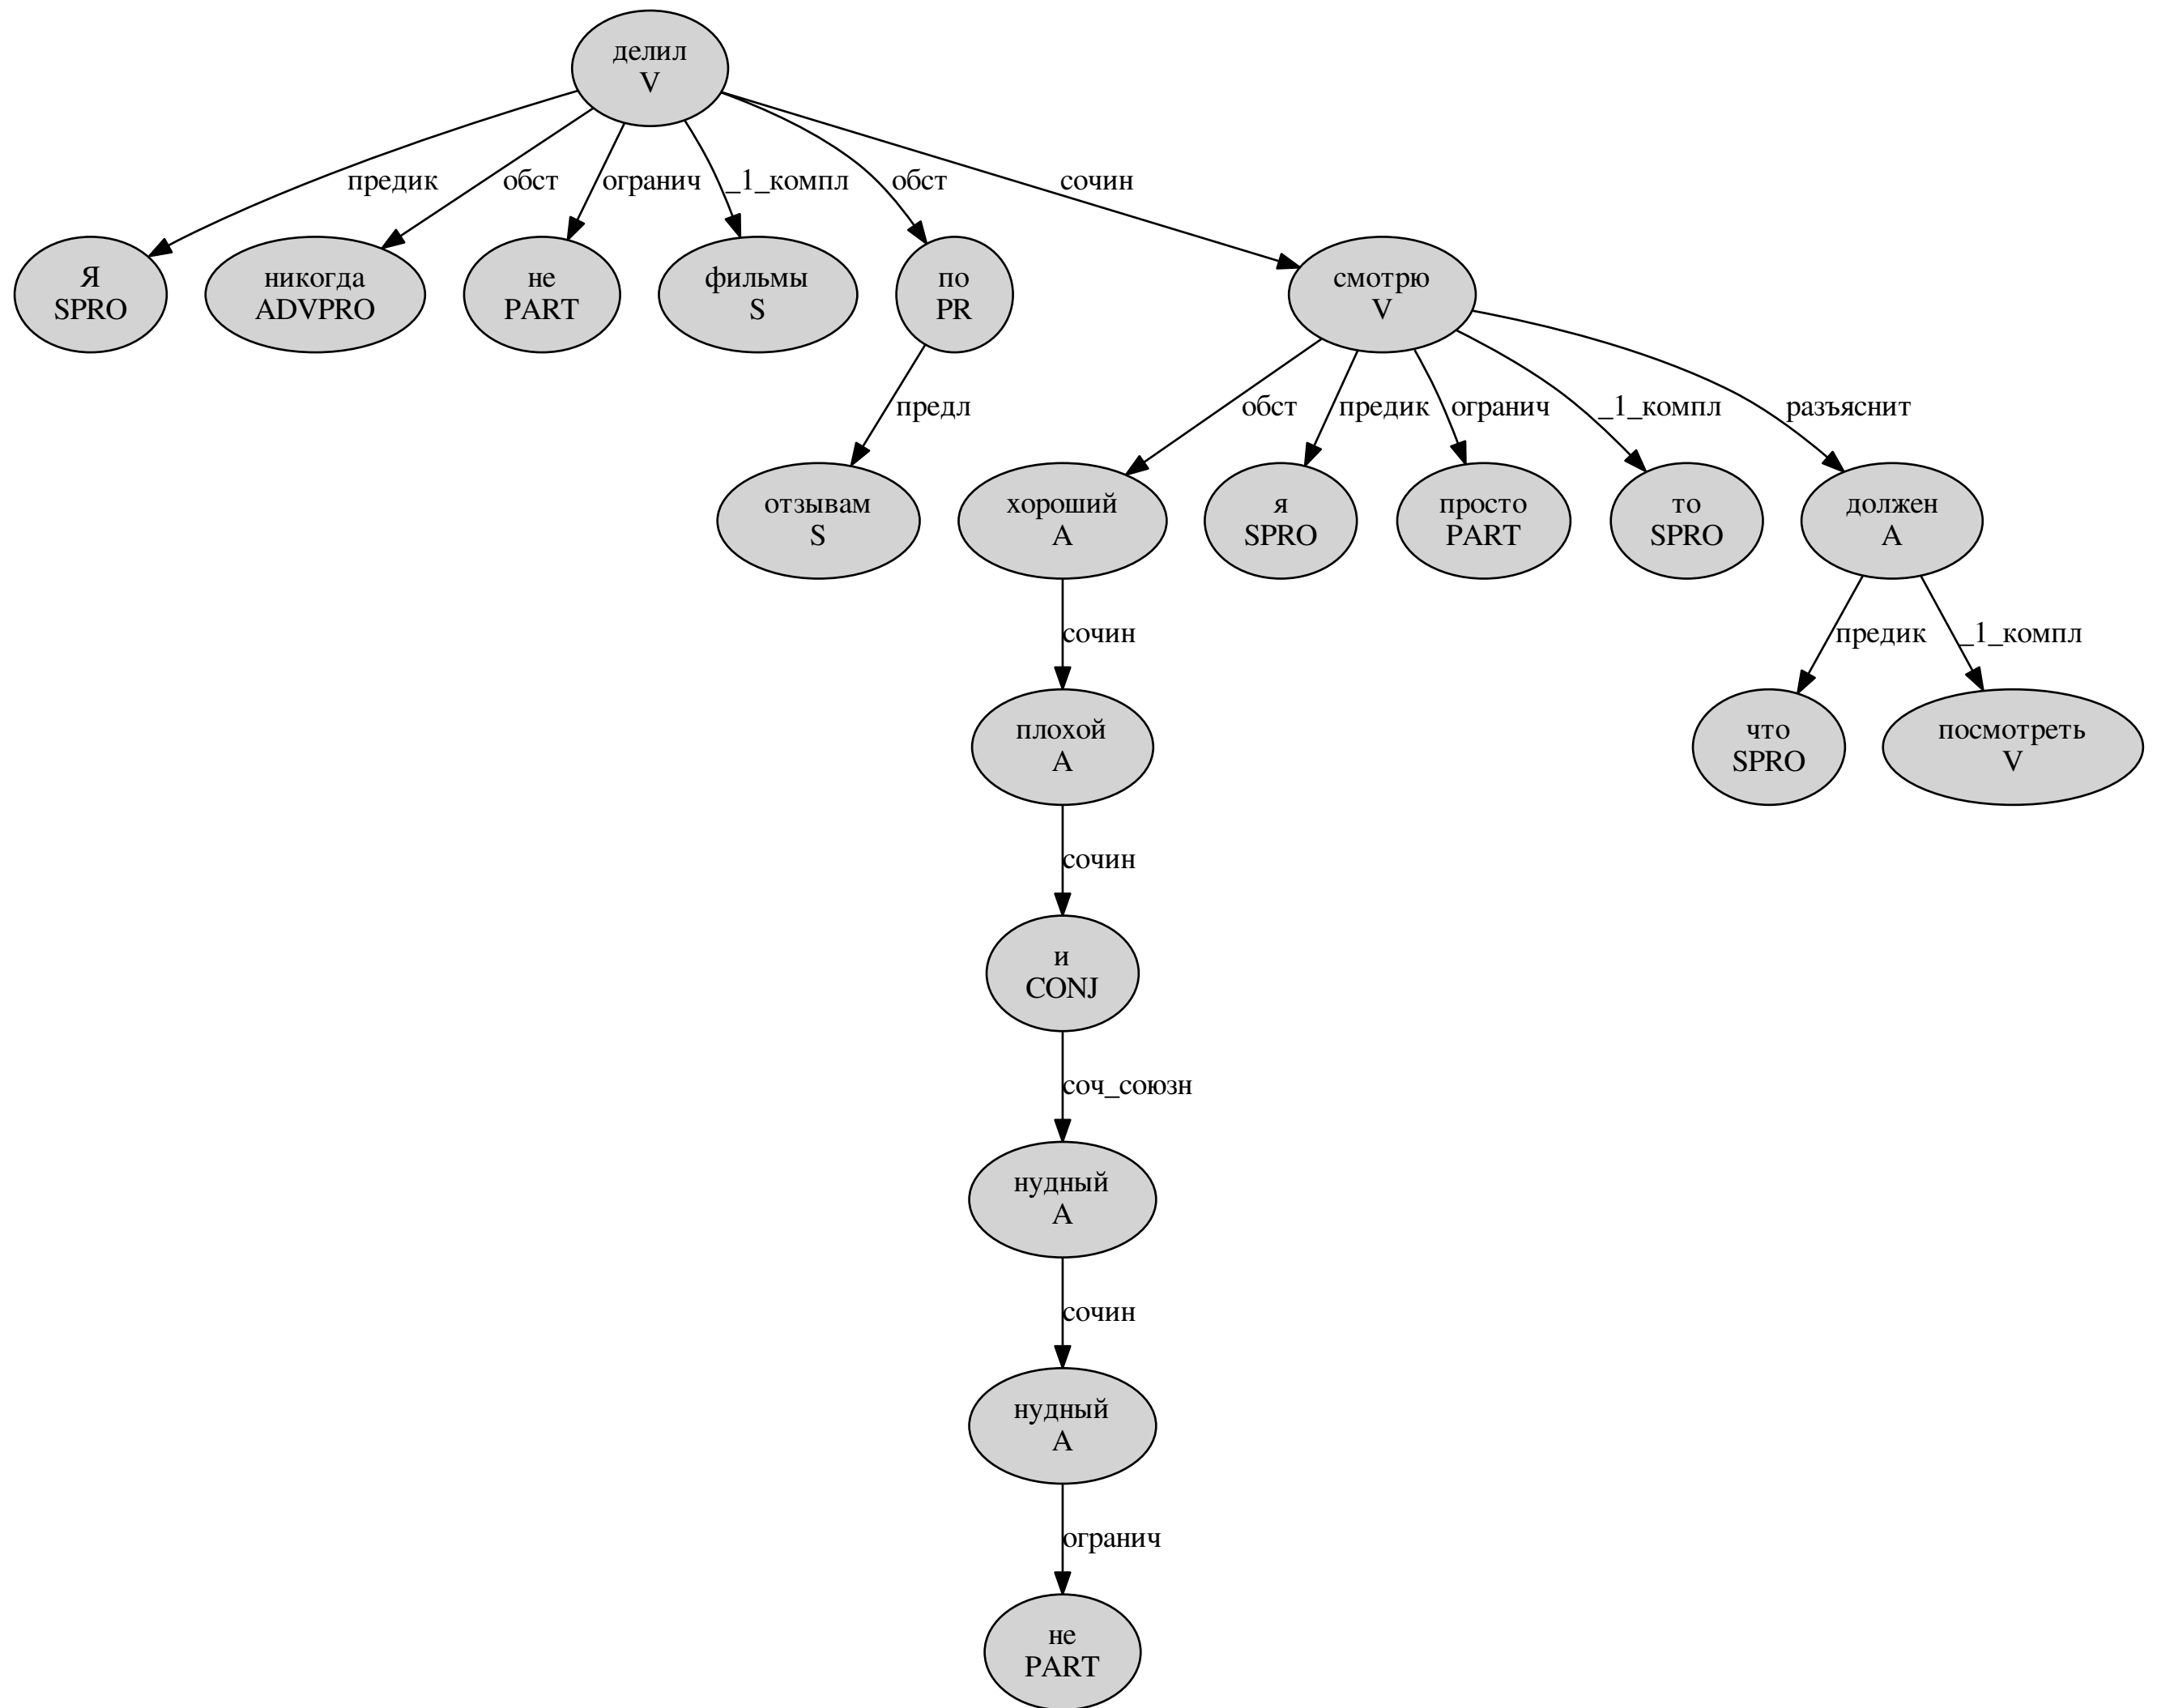 делил
V
предик
обст
огранич
_1_компл
обст
сочин
Я
SPRO
никогда
ADVPRO
не
PART
фильмы
S
по
PR
смотрю
V
предл
обст
предик
огранич
_1_компл
разъяснит
отзывам
S
хороший
A
я
SPRO
просто
PART
то
SPRO
должен
A
сочин
предик
_1_компл
плохой
A
что
SPRO
посмотреть
V
сочин
и
CONJ
соч_союзн
нудный
A
сочин
нудный
A
огранич
не
PART